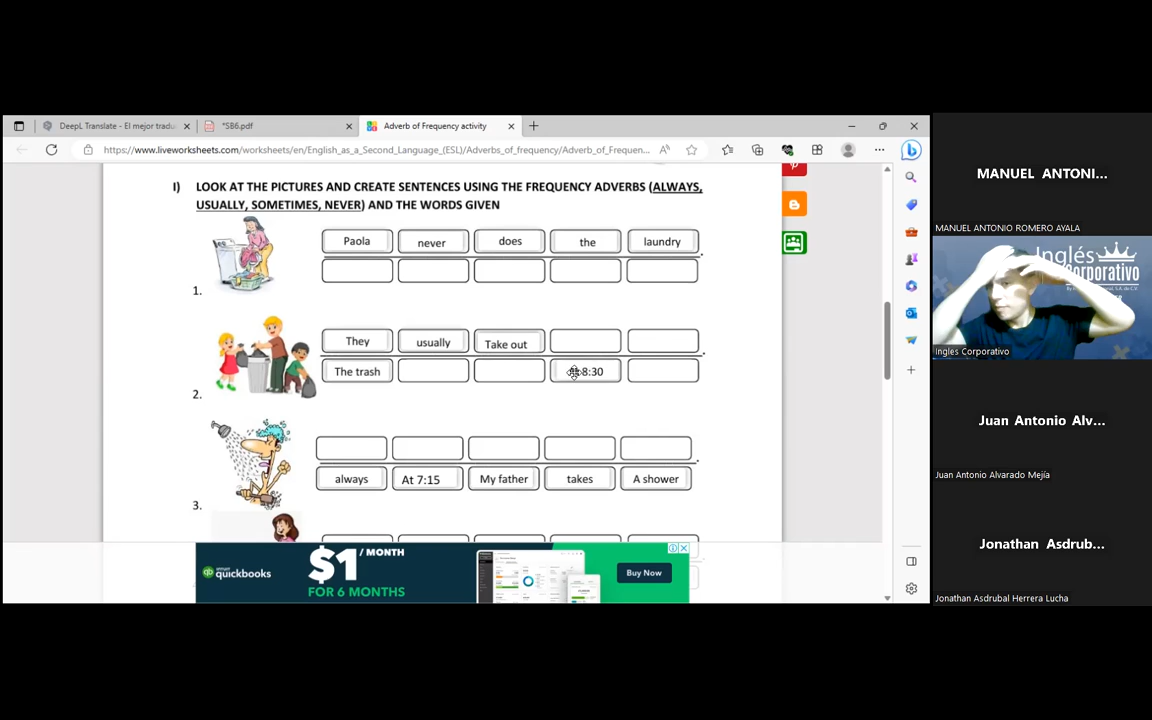 DeepL Translate - El mejor tradu
*SB6.pdf
Adverb of Frequency activity
https://www.liveworksheets.com/worksheets/en/English_as_a_Second_Language_(ESL)/Adverbs_of_frequency/Adverb_of_Frequen...
I) LOOK AT THE PICTURES AND CREATE SENTENCES USING THE FREQUENCY ADVERBS (ALWAYS,
USUALLY, SOMETIMES, NEVER) AND THE WORDS GIVEN
Paola never does the laundry .
1.
They usually Take out .
The trash 8:30
2.
.
always At 7:15 My father takes A shower
3.
intuit quickbooks
$1 / MONTH
FOR 6 MONTHS
Buy Now
MANUEL ANTONI...
MANUEL ANTONIO ROMERO AYALA
Inglés
Corporativo
Ingles Corporativo
Juan Antonio Alv...
Juan Antonio Alvarado Mejía
Jonathan Asdrub...
Jonathan Asdrubal Herrera Lucha